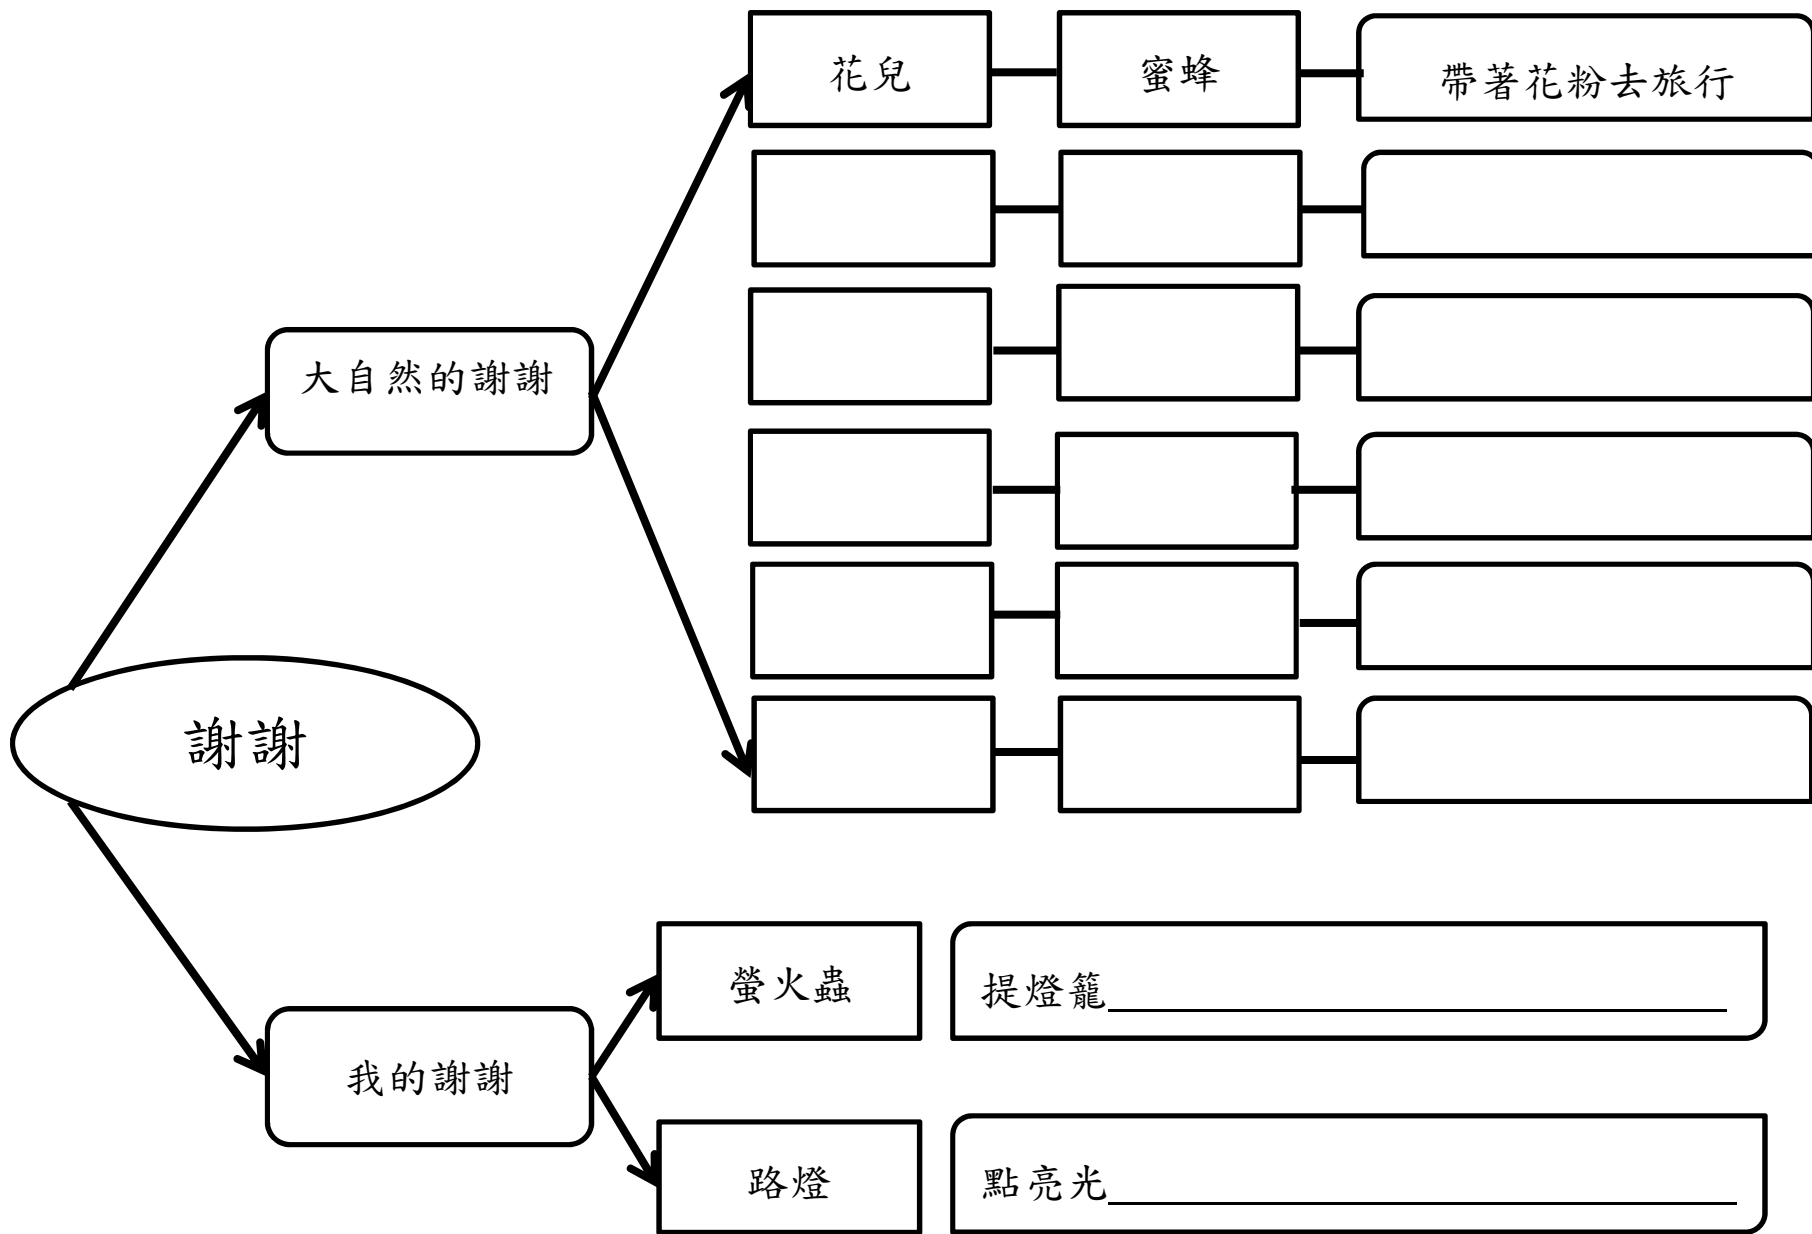 花兒
蜜蜂
帶著花粉去旅行
大自然的謝謝
謝謝
螢火蟲
提燈籠
我的謝謝
路燈
點亮光